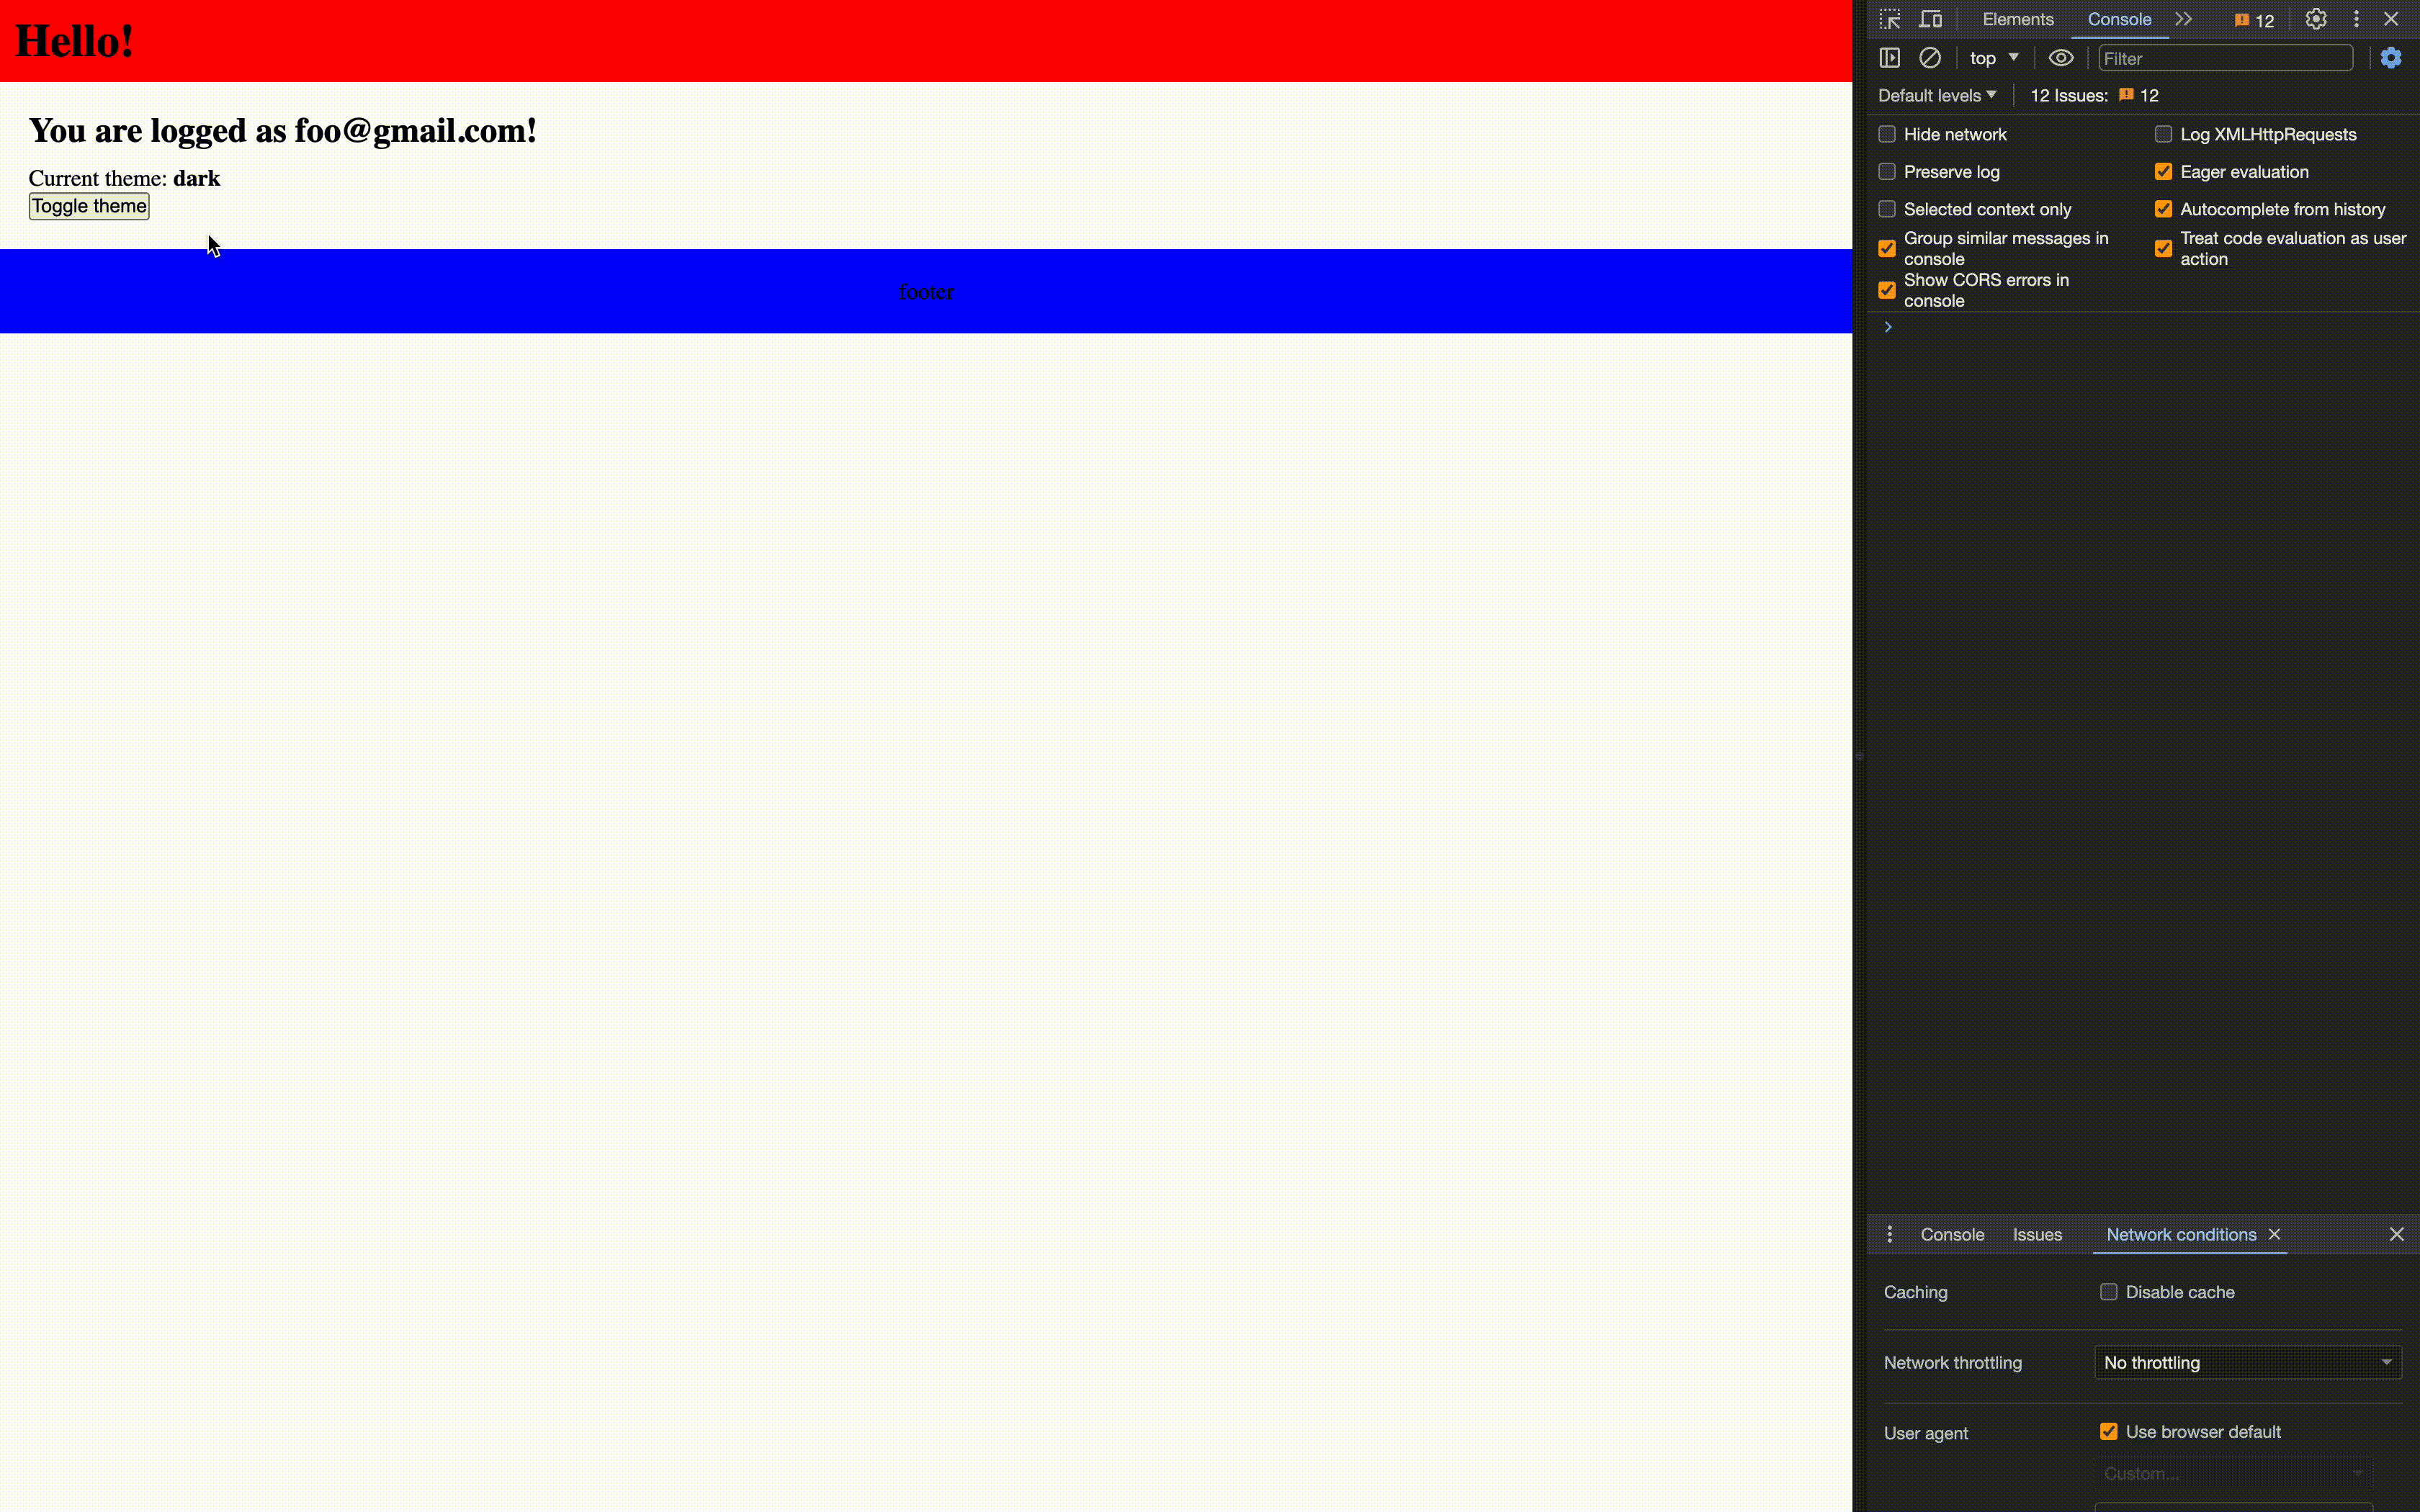 Hello!
You are logged as foo@gmail.com!
Current theme: dark
Toggle theme
footer
Elements Console 12
top Filter
Default levels 12 Issues: 12
Hide network Log XMLHttpRequests
Preserve log Eager evaluation
Selected context only Autocomplete from history
Group similar messages in console Treat code evaluation as user action
Show CORS errors in console
Console Issues Network conditions
Caching Disable cache
Network throttling No throttling
User agent Use browser default
Custom...